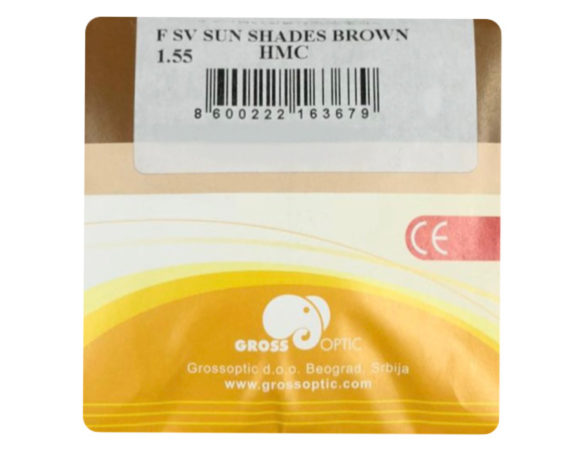 F SV SUN SHADES BROWN
1.55 HMC
8 600222 163679
CE
GROSS OPTIC
Grossoptic d.o.o. Beograd, Srbija
www.grossoptic.com